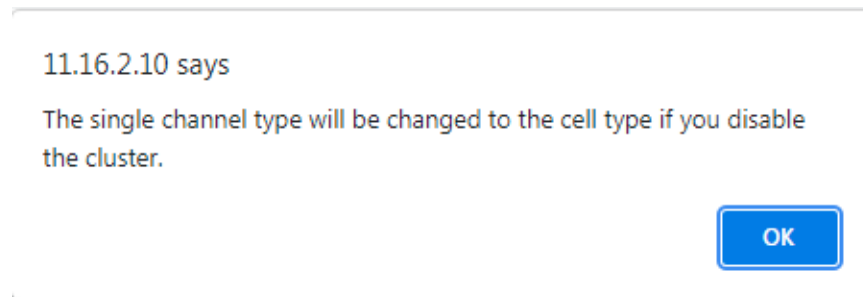 11.16.2.10 says
The single channel type will be changed to the cell type if you disable
the cluster.
OK